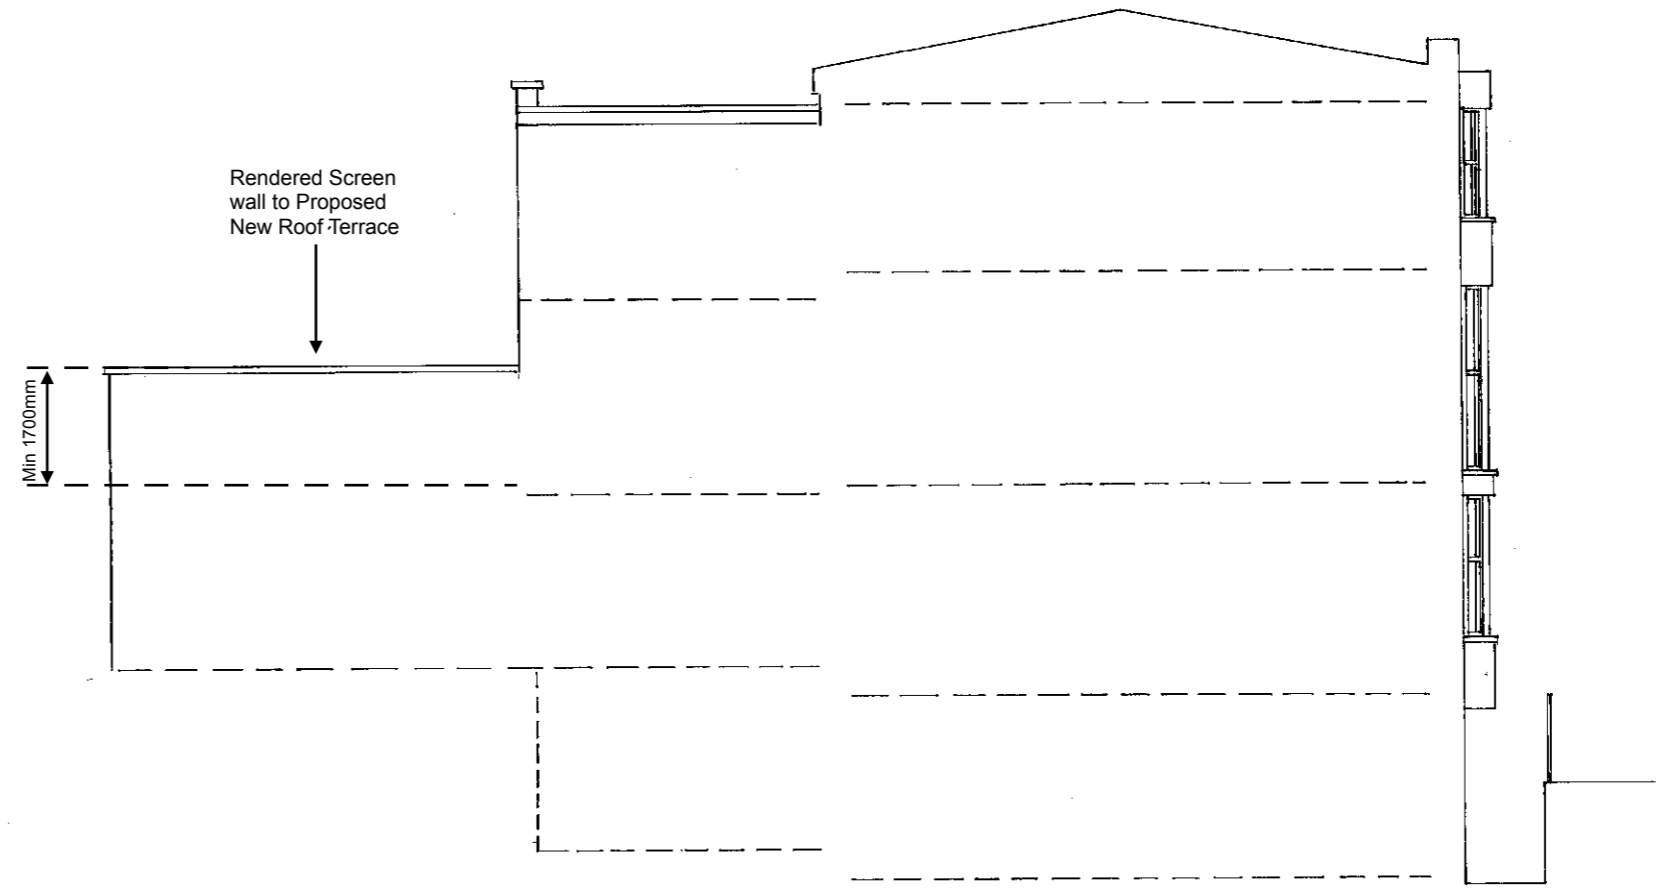 Rendered Screen
wall to Proposed
New Roof Terrace
Min 1700mm